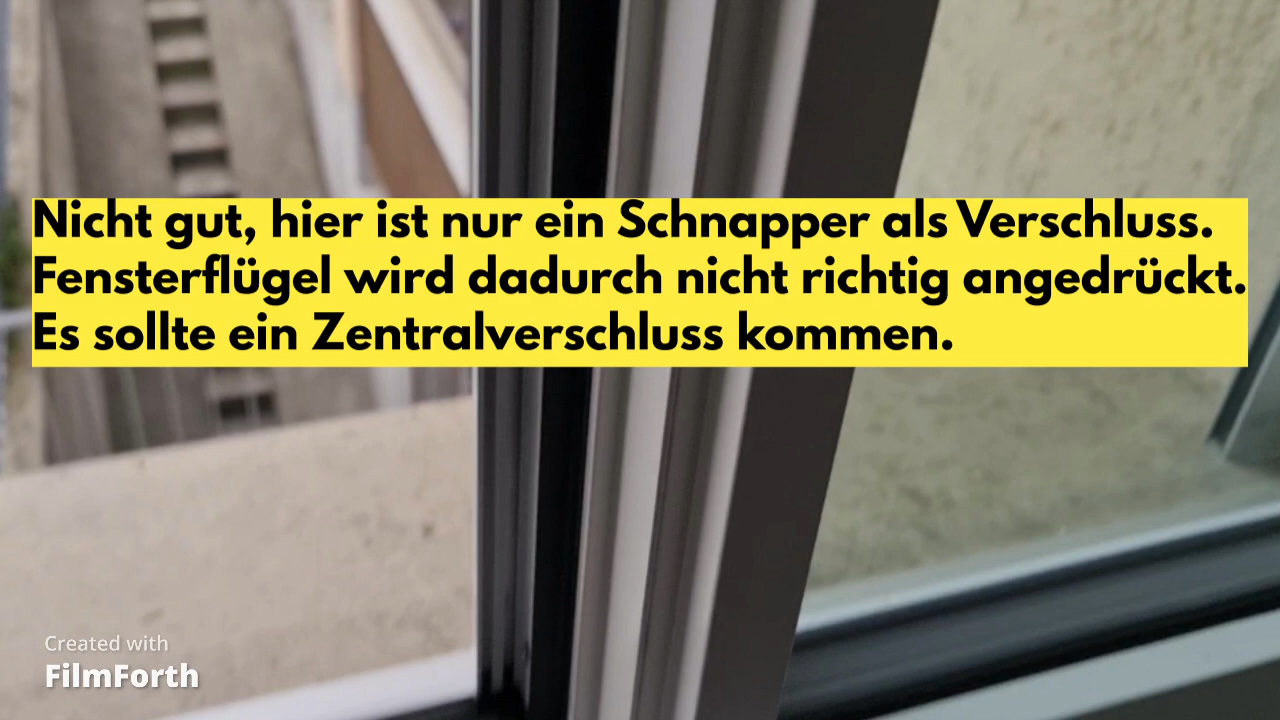 Nicht gut, hier ist nur ein Schnapper als Verschluss.
Fensterflügel wird dadurch nicht richtig angedrückt.
Es sollte ein Zentralverschluss kommen.
Created with
FilmForth